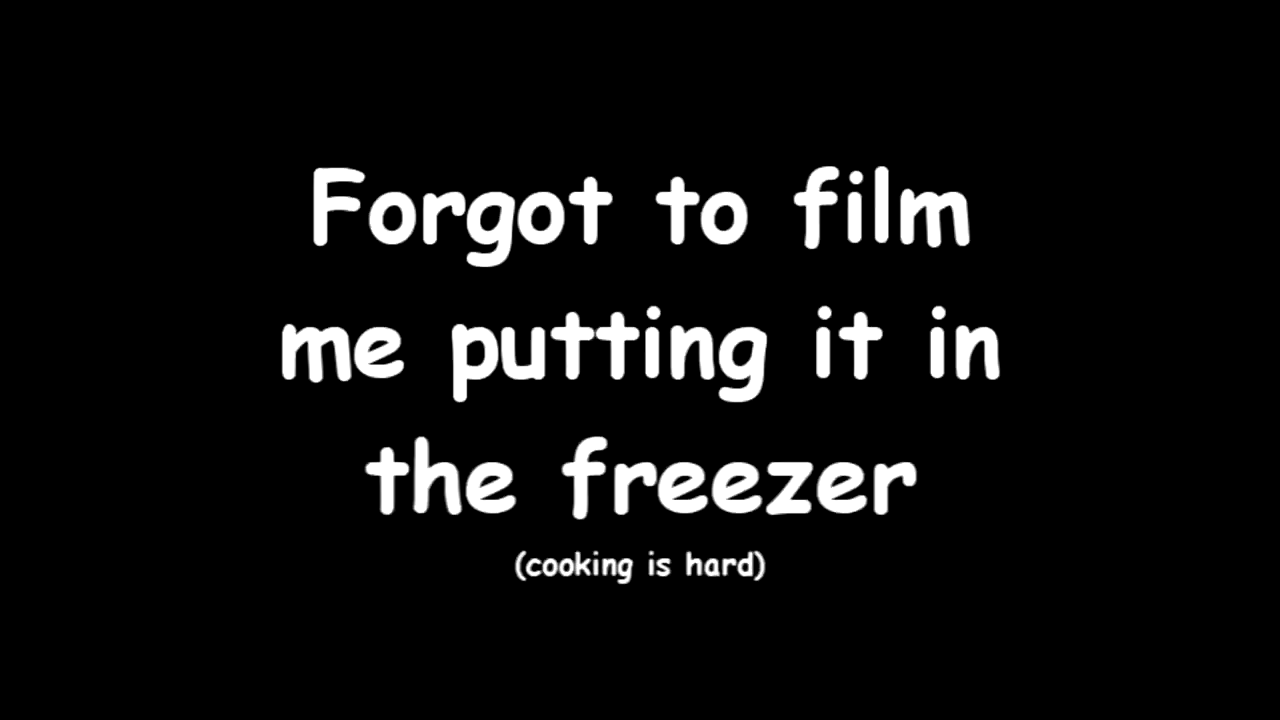 Forgot to film
me putting it in
the freezer
(cooking is hard)